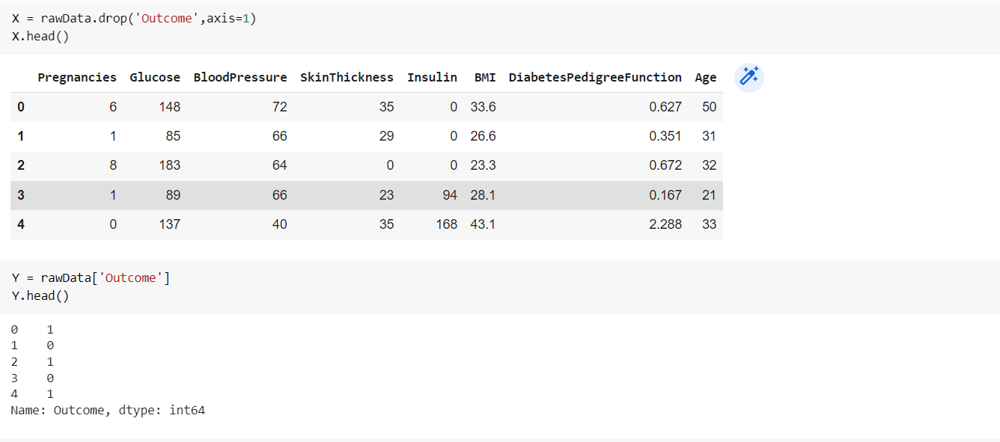 X = rawData.drop('Outcome',axis=1)
X.head()
Pregnancies Glucose BloodPressure SkinThickness Insulin BMI DiabetesPedigreeFunction Age
0 6 148 72 35 0 33.6 0.627 50
1 1 85 66 29 0 26.6 0.351 31
2 8 183 64 0 0 23.3 0.672 32
3 1 89 66 23 94 28.1 0.167 21
4 0 137 40 35 168 43.1 2.288 33
Y = rawData['Outcome']
Y.head()
0 1
1 0
2 1
3 0
4 1
Name: Outcome, dtype: int64